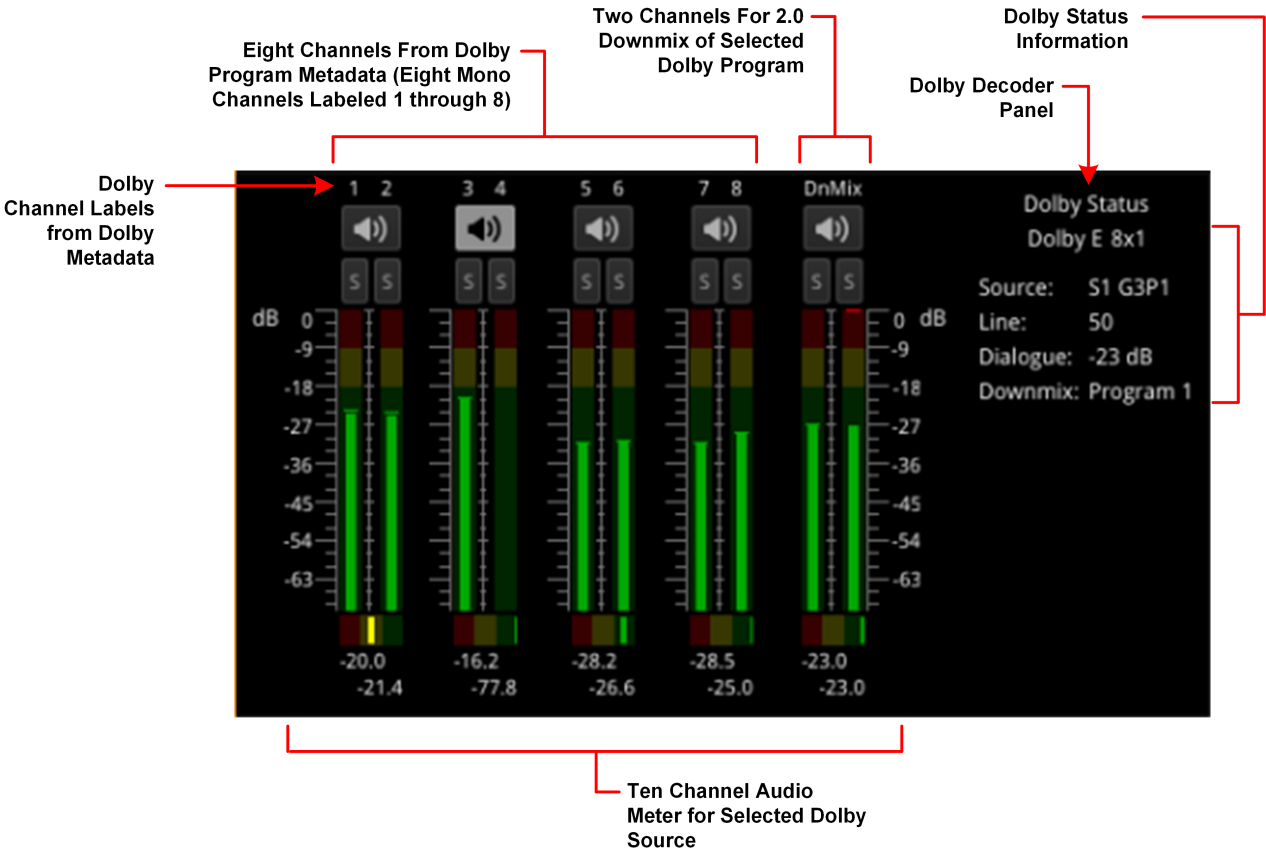 Eight Channels From Dolby
Program Metadata (Eight Mono
Channels Labeled 1 through 8)
Two Channels For 2.0
Downmix of Selected
Dolby Program
Dolby Status
Information
Dolby Decoder
Panel
Dolby
Channel Labels
from Dolby
Metadata
1 2 3 4 5 6 7 8 DnMix
S S S S S S S S S S
dB 0 0 dB
-9 -9
-18 -18
-27 -27
-36 -36
-45 -45
-54 -54
-63 -63
-20.0 -16.2 -28.2 -28.5 -23.0
-21.4 -77.8 -26.6 -25.0 -23.0
Dolby Status
Dolby E 8x1
Source: S1 G3P1
Line: 50
Dialogue: -23 dB
Downmix: Program 1
Ten Channel Audio
Meter for Selected Dolby
Source